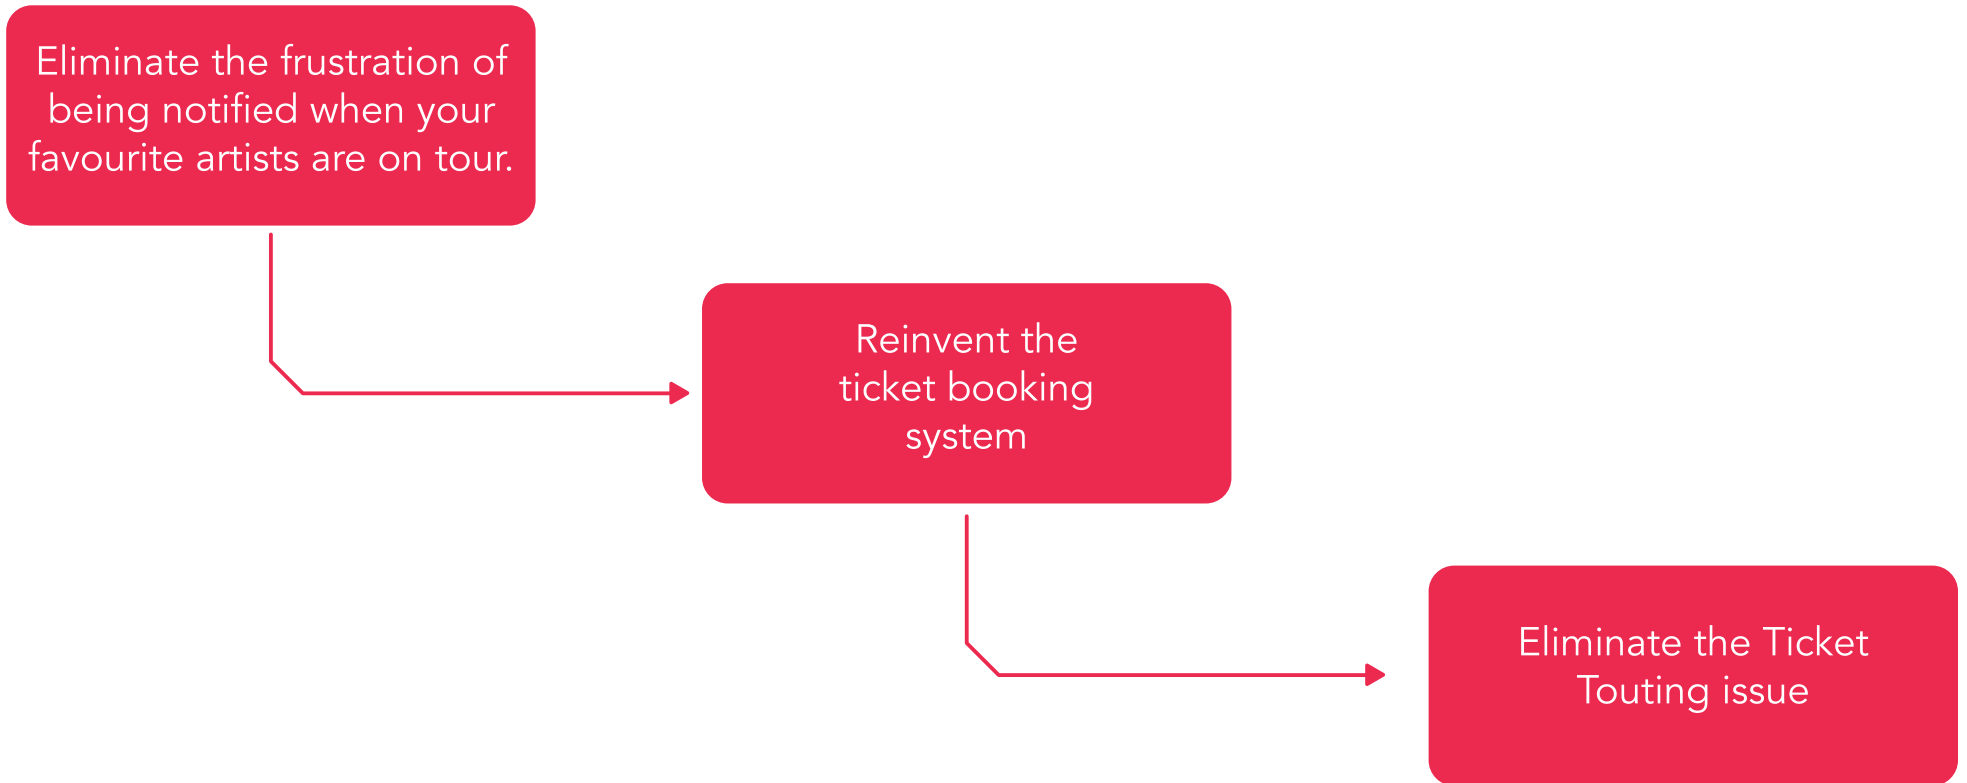 Eliminate the frustration of
being notified when your
favourite artists are on tour.
Reinvent the
ticket booking
system
Eliminate the Ticket
Touting issue